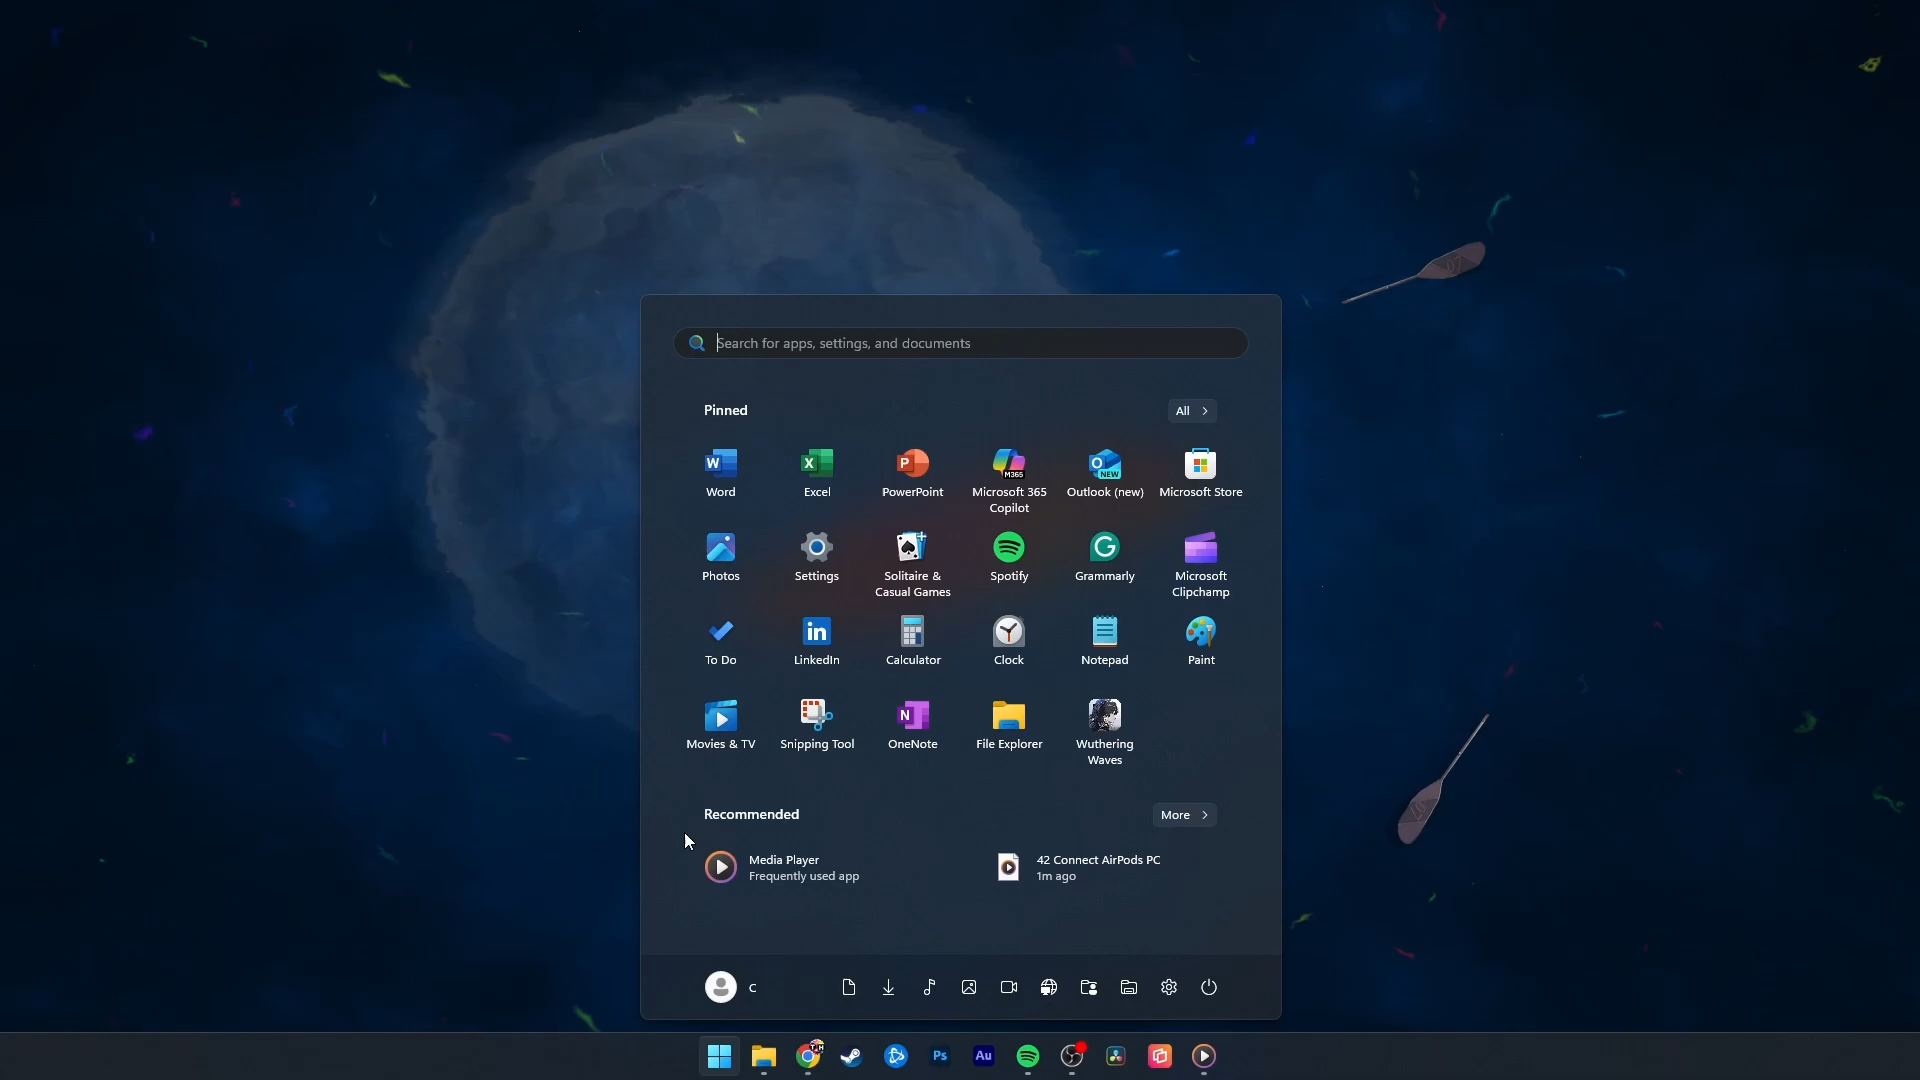 Search for apps, settings, and documents
Pinned
All
Word
Excel
PowerPoint
Microsoft 365
Copilot
Outlook (new)
Microsoft Store
Photos
Settings
Solitaire &
Casual Games
Spotify
Grammarly
Microsoft
Clipchamp
To Do
LinkedIn
Calculator
Clock
Notepad
Paint
Movies & TV
Snipping Tool
OneNote
File Explorer
Wuthering
Waves
Recommended
More
Media Player
Frequently used app
42 Connect AirPods PC
1m ago
C
Ps
Au